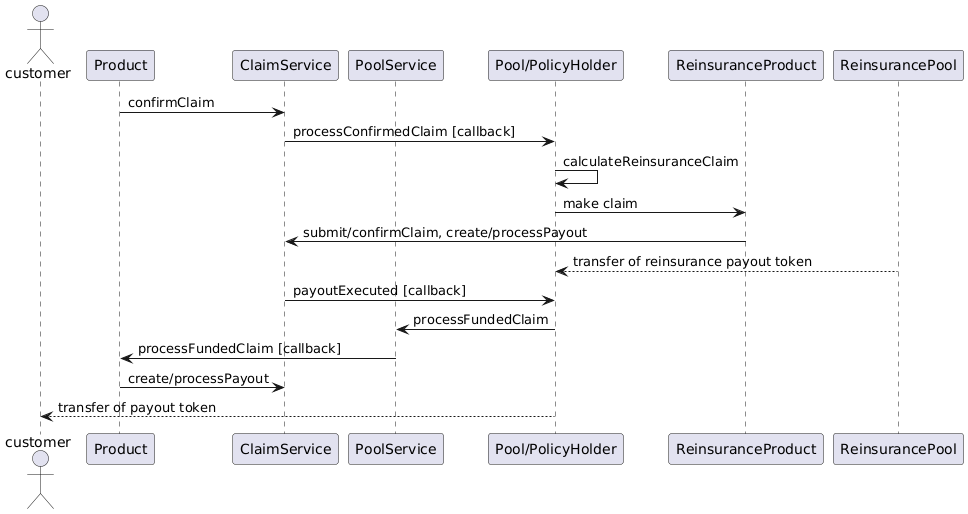 customer
Product
ClaimService
PoolService
Pool/PolicyHolder
ReinsuranceProduct
ReinsurancePool
confirmClaim
processConfirmedClaim [callback]
calculateReinsuranceClaim
make claim
submit/confirmClaim, create/processPayout
transfer of reinsurance payout token
payoutExecuted [callback]
processFundedClaim
processFundedClaim [callback]
create/processPayout
transfer of payout token
customer
Product
ClaimService
PoolService
Pool/PolicyHolder
ReinsuranceProduct
ReinsurancePool